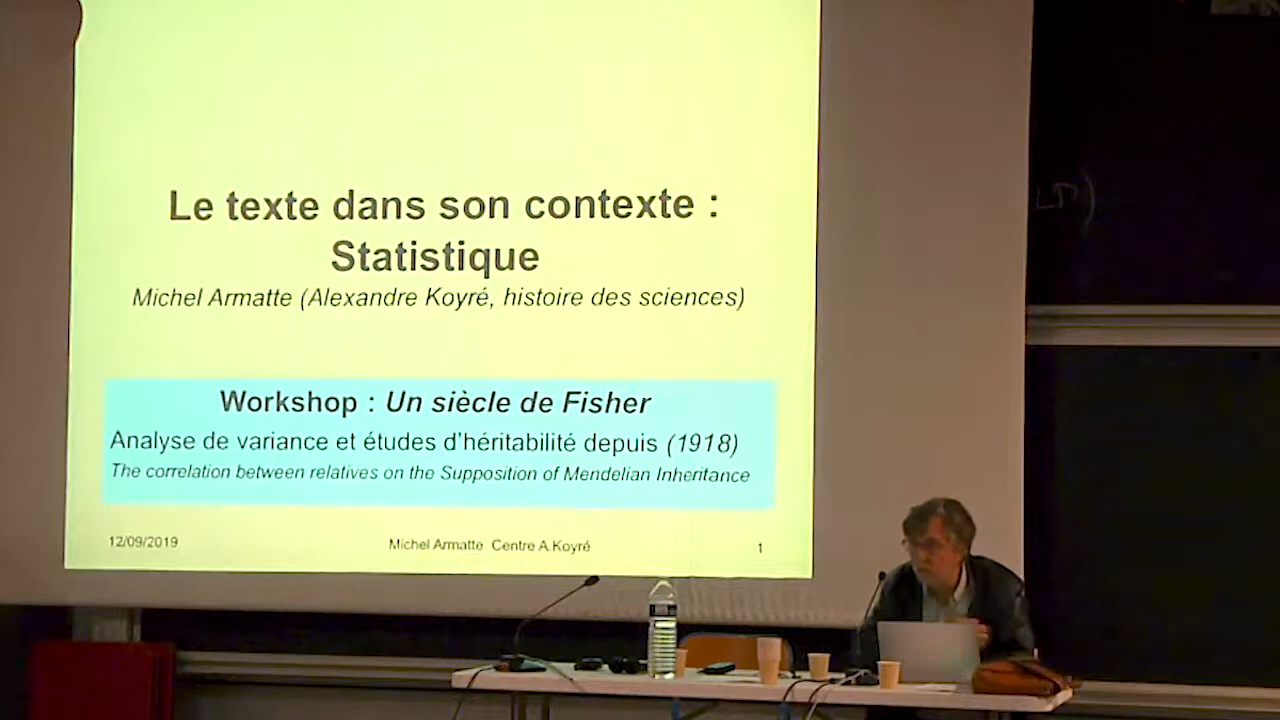 Le texte dans son contexte :
Statistique
Michel Armatte (Alexandre Koyré, histoire des sciences)
Workshop : Un siècle de Fisher
Analyse de variance et études d'héritabilité depuis (1918)
The correlation between relatives on the Supposition of Mendelian Inheritance
12/09/2019 Michel Armatte Centre A.Koyré 1